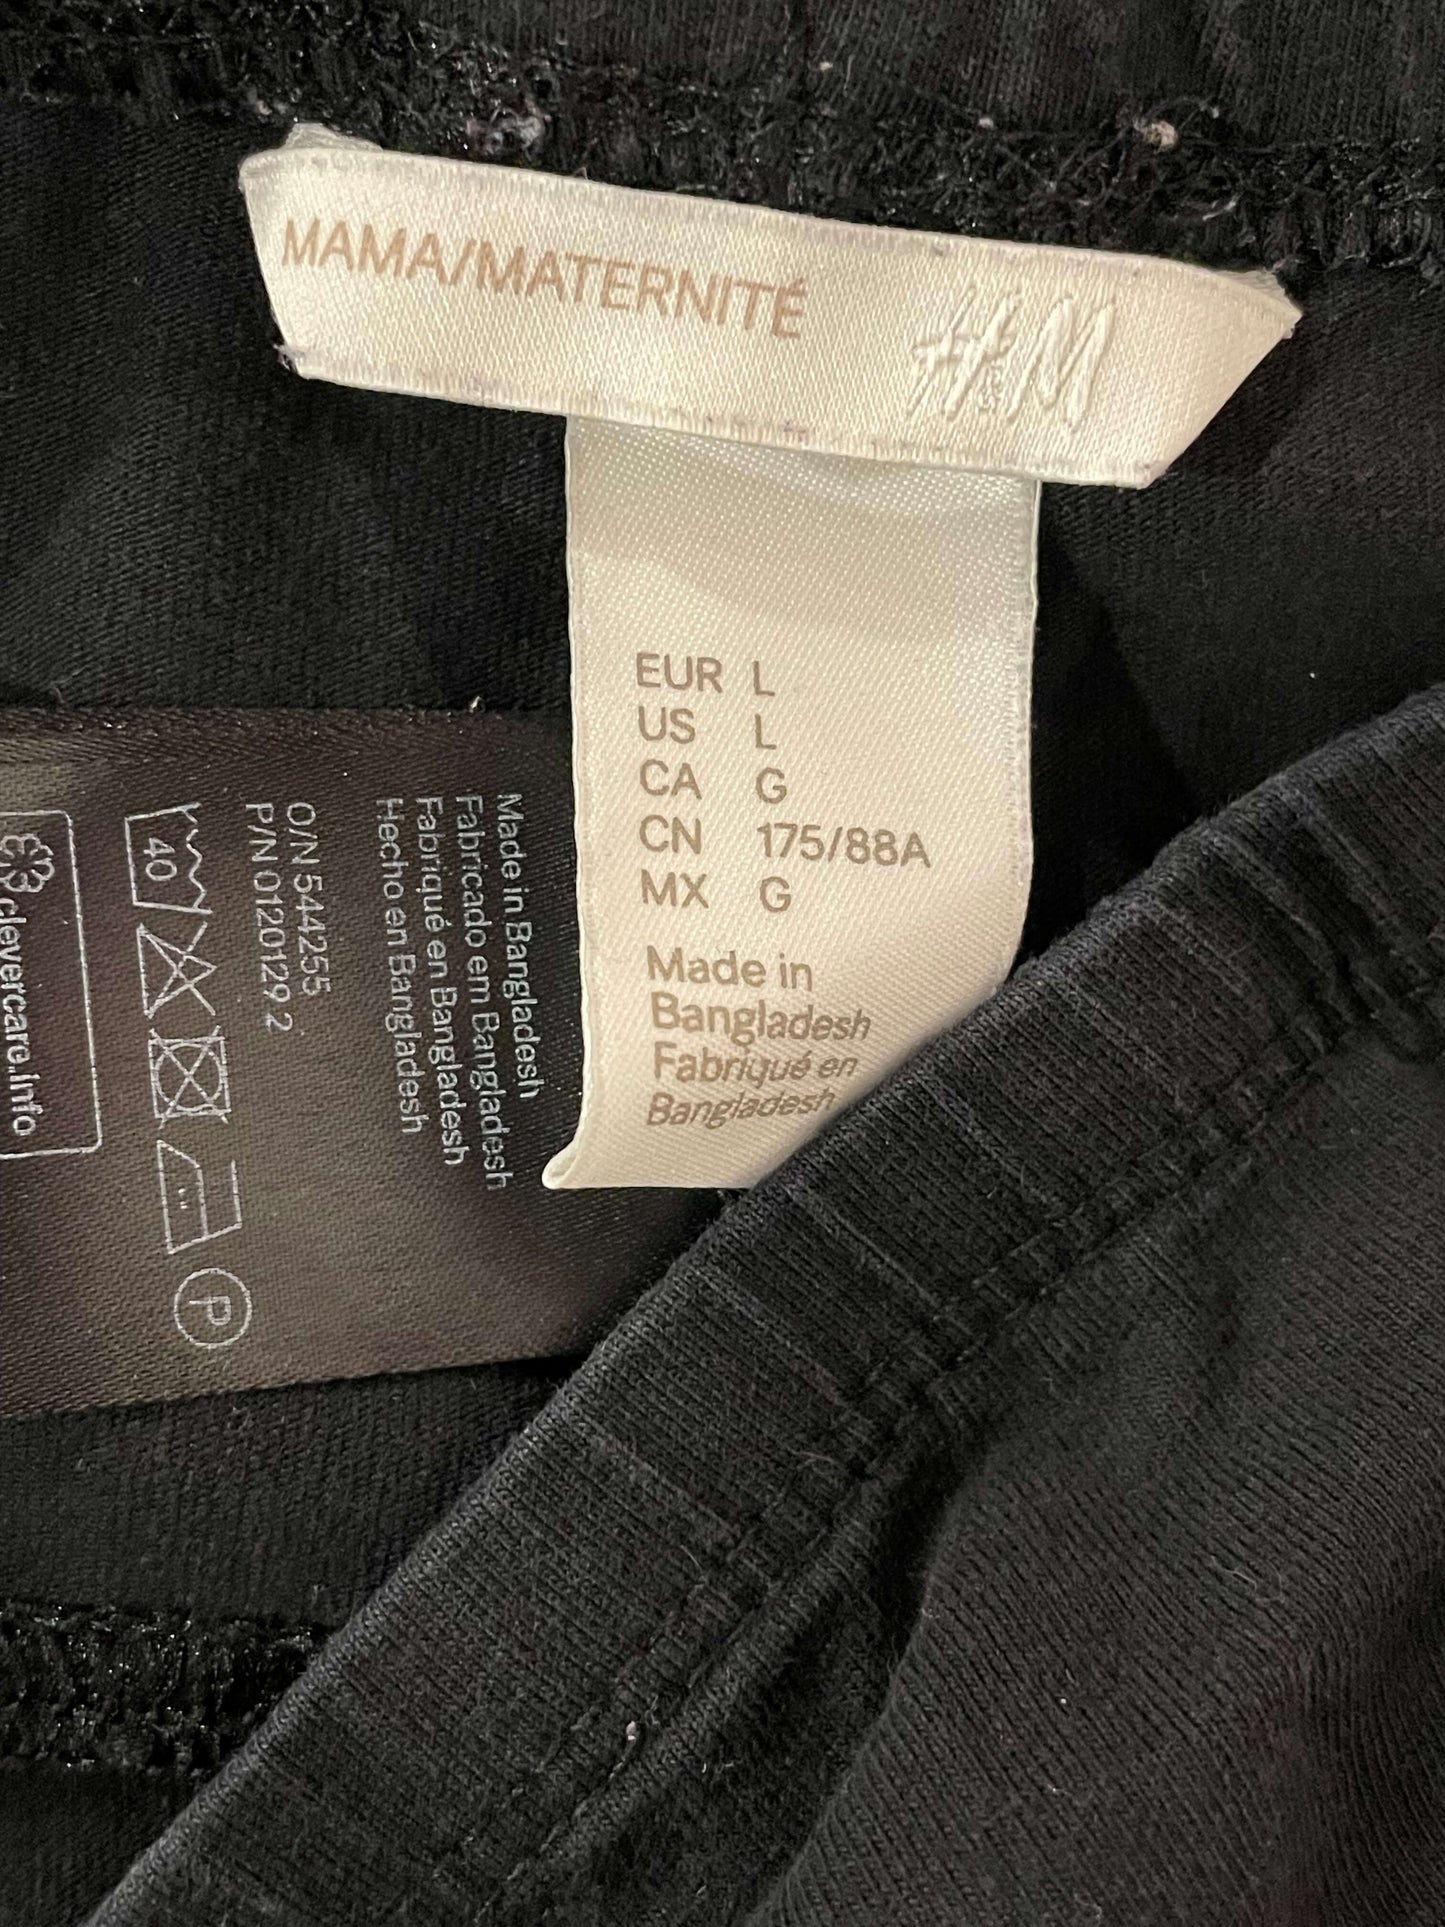 MAMA/MATERNITÉ
H&M
EUR L
US L
CA G
CN 175/88A
MX G
Made in
Bangladesh
Fabriqué en
Bangladesh
Made in Bangladesh
Fabricado em Bangladesh
Fabriqué en Bangladesh
Hecho en Bangladesh
O/N 544255
P/N 0120129 2
40
P
clevercare.info